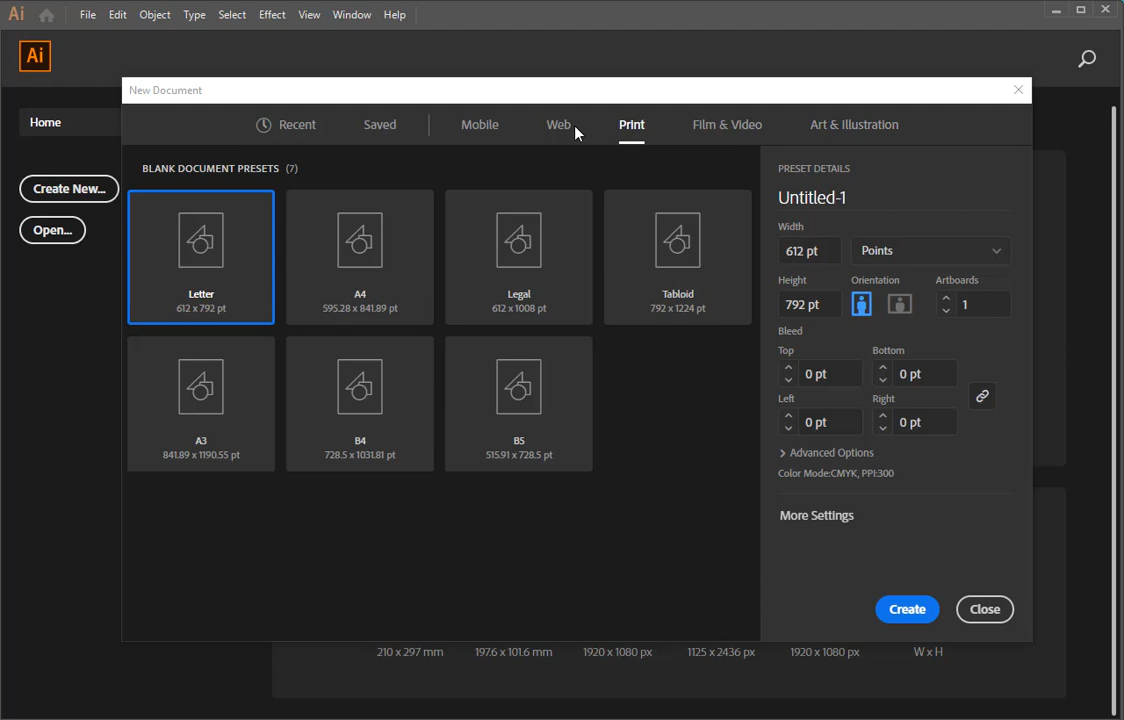 Ai File Edit Object Type Select Effect View Window Help
Ai
New Document
Home
Recent Saved Mobile Web Print Film & Video Art & Illustration
Create New...
Open...
BLANK DOCUMENT PRESETS (7)
Letter
612 x 792 pt
A4
595.28 x 841.89 pt
Legal
612 x 1008 pt
Tabloid
792 x 1224 pt
A3
841.89 x 1190.55 pt
B4
728.5 x 1031.81 pt
B5
515.91 x 728.5 pt
PRESET DETAILS
Untitled-1
Width
612 pt Points
Height Orientation Artboards
792 pt 1
Bleed
Top Bottom
0 pt 0 pt
Left Right
0 pt 0 pt
> Advanced Options
Color Mode:CMYK, PPI:300
More Settings
Create Close
210 x 297 mm 197.6 x 101.6 mm 1920 x 1080 px 1125 x 2436 px 1920 x 1080 px W x H